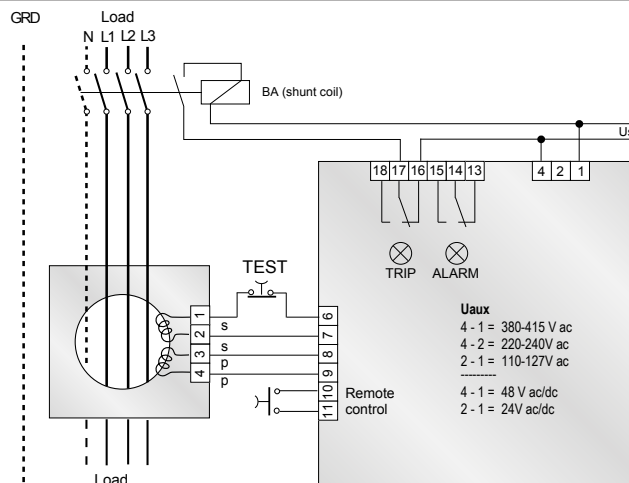 GRD
Load
N L1 L2 L3
BA (shunt coil)
18 17 16 15 14 13
4 2 1
TRIP
ALARM
TEST
1
2
3
4
s
s
p
p
6
7
8
9
10
11
Remote
control
Uaux
4 - 1 = 380-415 V ac
4 - 2 = 220-240V ac
2 - 1 = 110-127V ac
---------
4 - 1 = 48 V ac/dc
2 - 1 = 24V ac/dc
Load